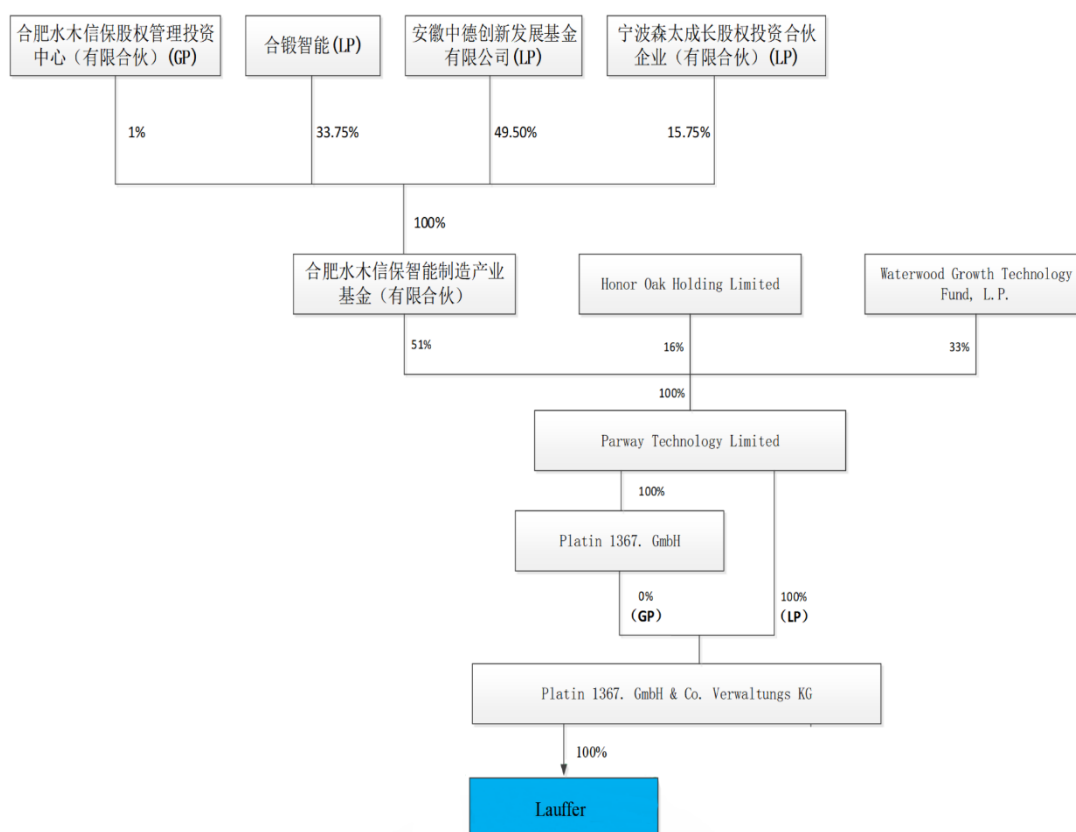 合肥水木信保股权管理投资
中心（有限合伙）(GP)
合锻智能(LP)
安徽中德创新发展基金
有限公司(LP)
宁波森太成长股权投资合伙
企业（有限合伙）(LP)
1%
33.75%
49.50%
15.75%
100%
合肥水木信保智能制造产业
基金（有限合伙）
Honor Oak Holding Limited
Waterwood Growth Technology
Fund, L.P.
51%
16%
33%
100%
Parway Technology Limited
100%
Platin 1367. GmbH
0%
（GP）
100%
（LP）
Platin 1367. GmbH & Co. Verwaltungs KG
100%
Lauffer